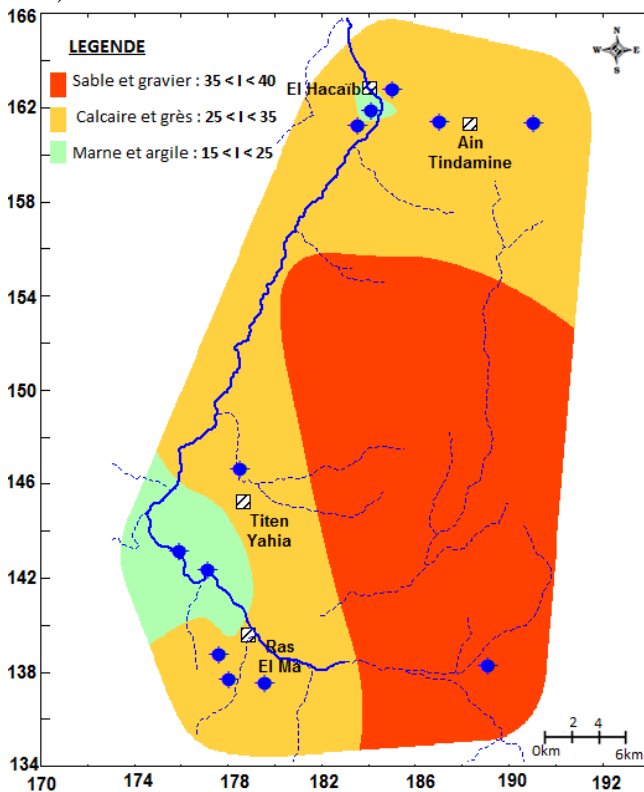 166
162
158
154
150
146
142
138
134
170
174
178
182
186
190
192
LEGENDE
Sable et gravier : 35 < I < 40
Calcaire et grès : 25 < I < 35
Marne et argile : 15 < I < 25
N
W
E
S
El Hacaïb
Ain
Tindamine
Titen
Yahia
Ras
El Ma
2 4
0km 6km